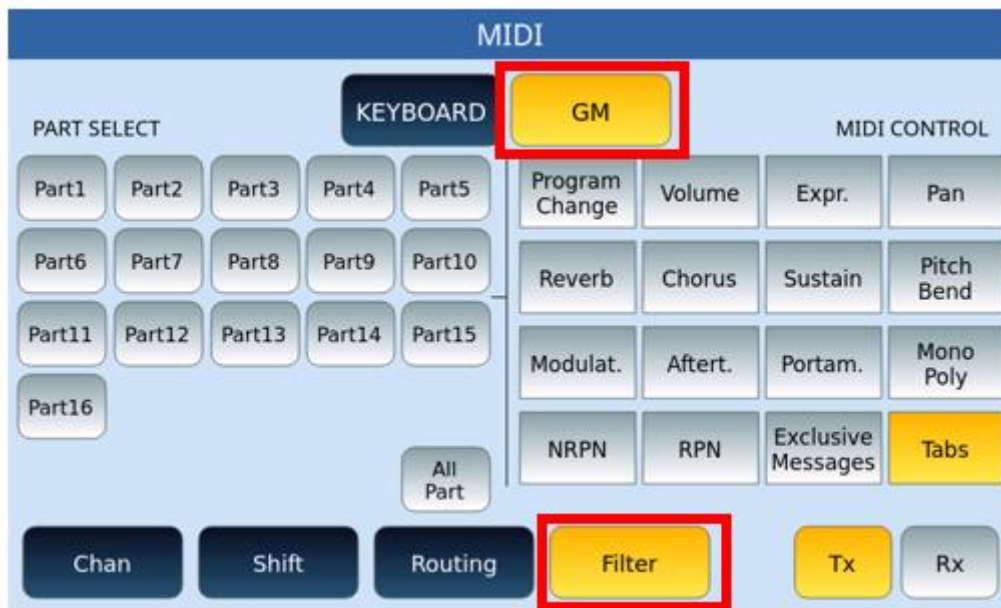 MIDI
KEYBOARD
GM
PART SELECT
MIDI CONTROL
Part1
Part2
Part3
Part4
Part5
Part6
Part7
Part8
Part9
Part10
Part11
Part12
Part13
Part14
Part15
Part16
All
Part
Program
Change
Volume
Expr.
Pan
Reverb
Chorus
Sustain
Pitch
Bend
Modulat.
Aftert.
Portam.
Mono
Poly
NRPN
RPN
Exclusive
Messages
Tabs
Chan
Shift
Routing
Filter
Tx
Rx